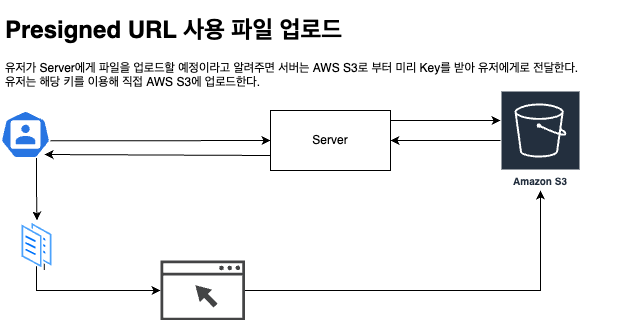 Presigned URL 사용 파일 업로드
유저가 Server에게 파일을 업로드할 예정이라고 알려주면 서버는 AWS S3로 부터 미리 Key를 받아 유저에게로 전달한다.
유저는 해당 키를 이용해 직접 AWS S3에 업로드한다.
Server
Amazon S3